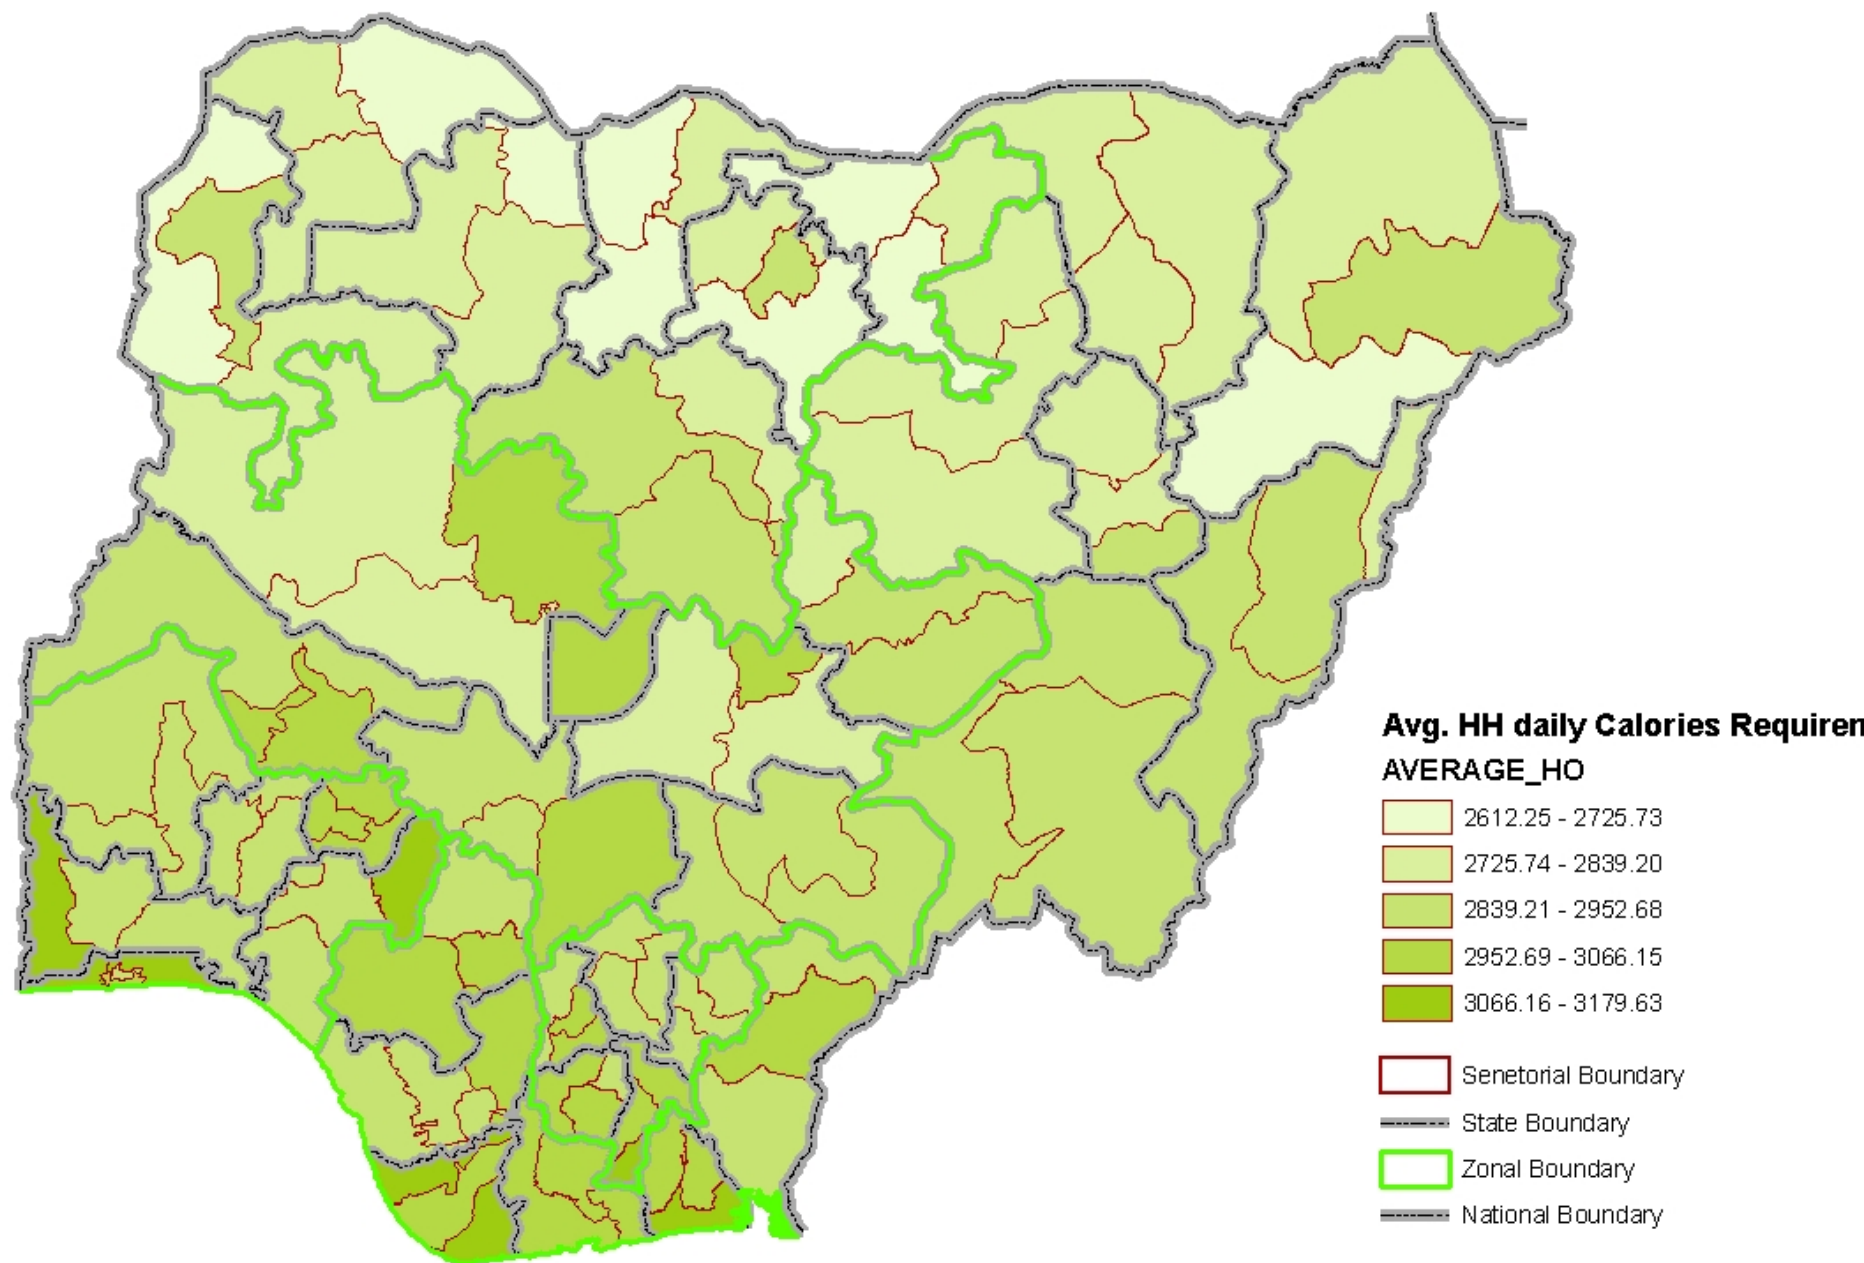 Avg. HH daily Calories Requirem
AVERAGE_HO
2612.25 - 2725.73
2725.74 - 2839.20
2839.21 - 2952.68
2952.69 - 3066.15
3066.16 - 3179.63
Senetorial Boundary
State Boundary
Zonal Boundary
National Boundary